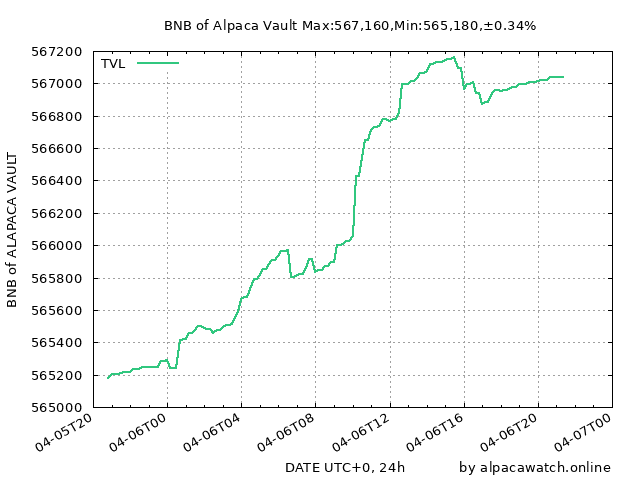 BNB of Alpaca Vault Max:567,160,Min:565,180,±0.34%
TVL
567200
567000
566800
566600
566400
566200
566000
565800
565600
565400
565200
565000
BNB of ALAPACA VAULT
04-05T20
04-06T00
04-06T04
04-06T08
04-06T12
04-06T16
04-06T20
04-07T00
DATE UTC+0, 24h
by alpacawatch.online